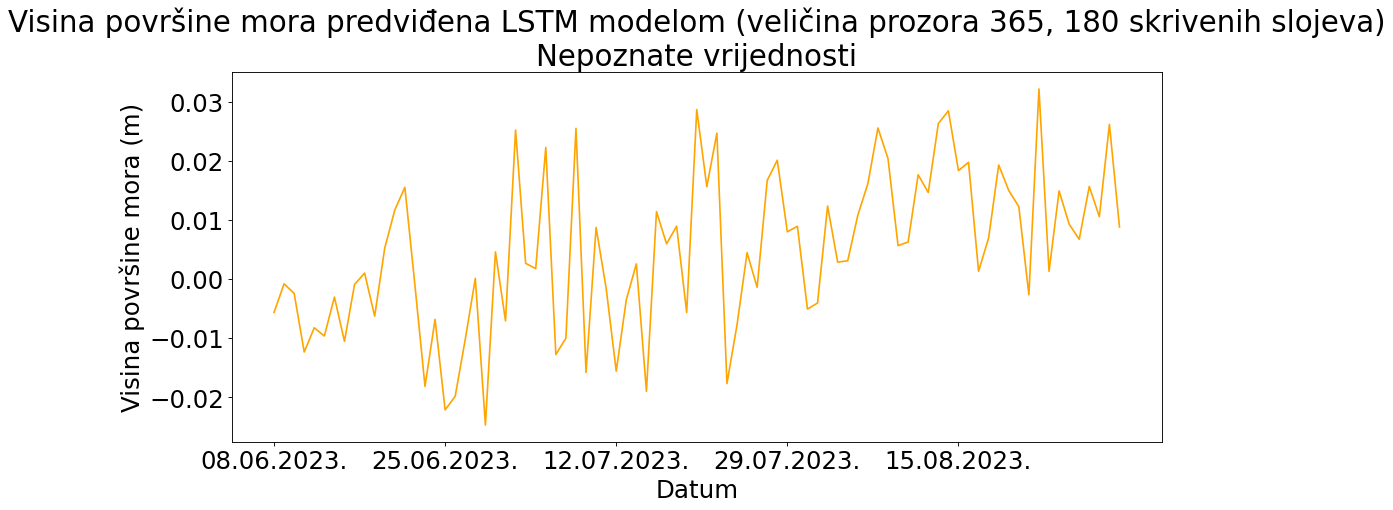 Visina površine mora predviđena LSTM modelom (veličina prozora 365, 180 skrivenih slojeva)
Nepoznate vrijednosti
Visina površine mora (m)
0.03
0.02
0.01
0.00
−0.01
−0.02
08.06.2023. 25.06.2023. 12.07.2023. 29.07.2023. 15.08.2023.
Datum